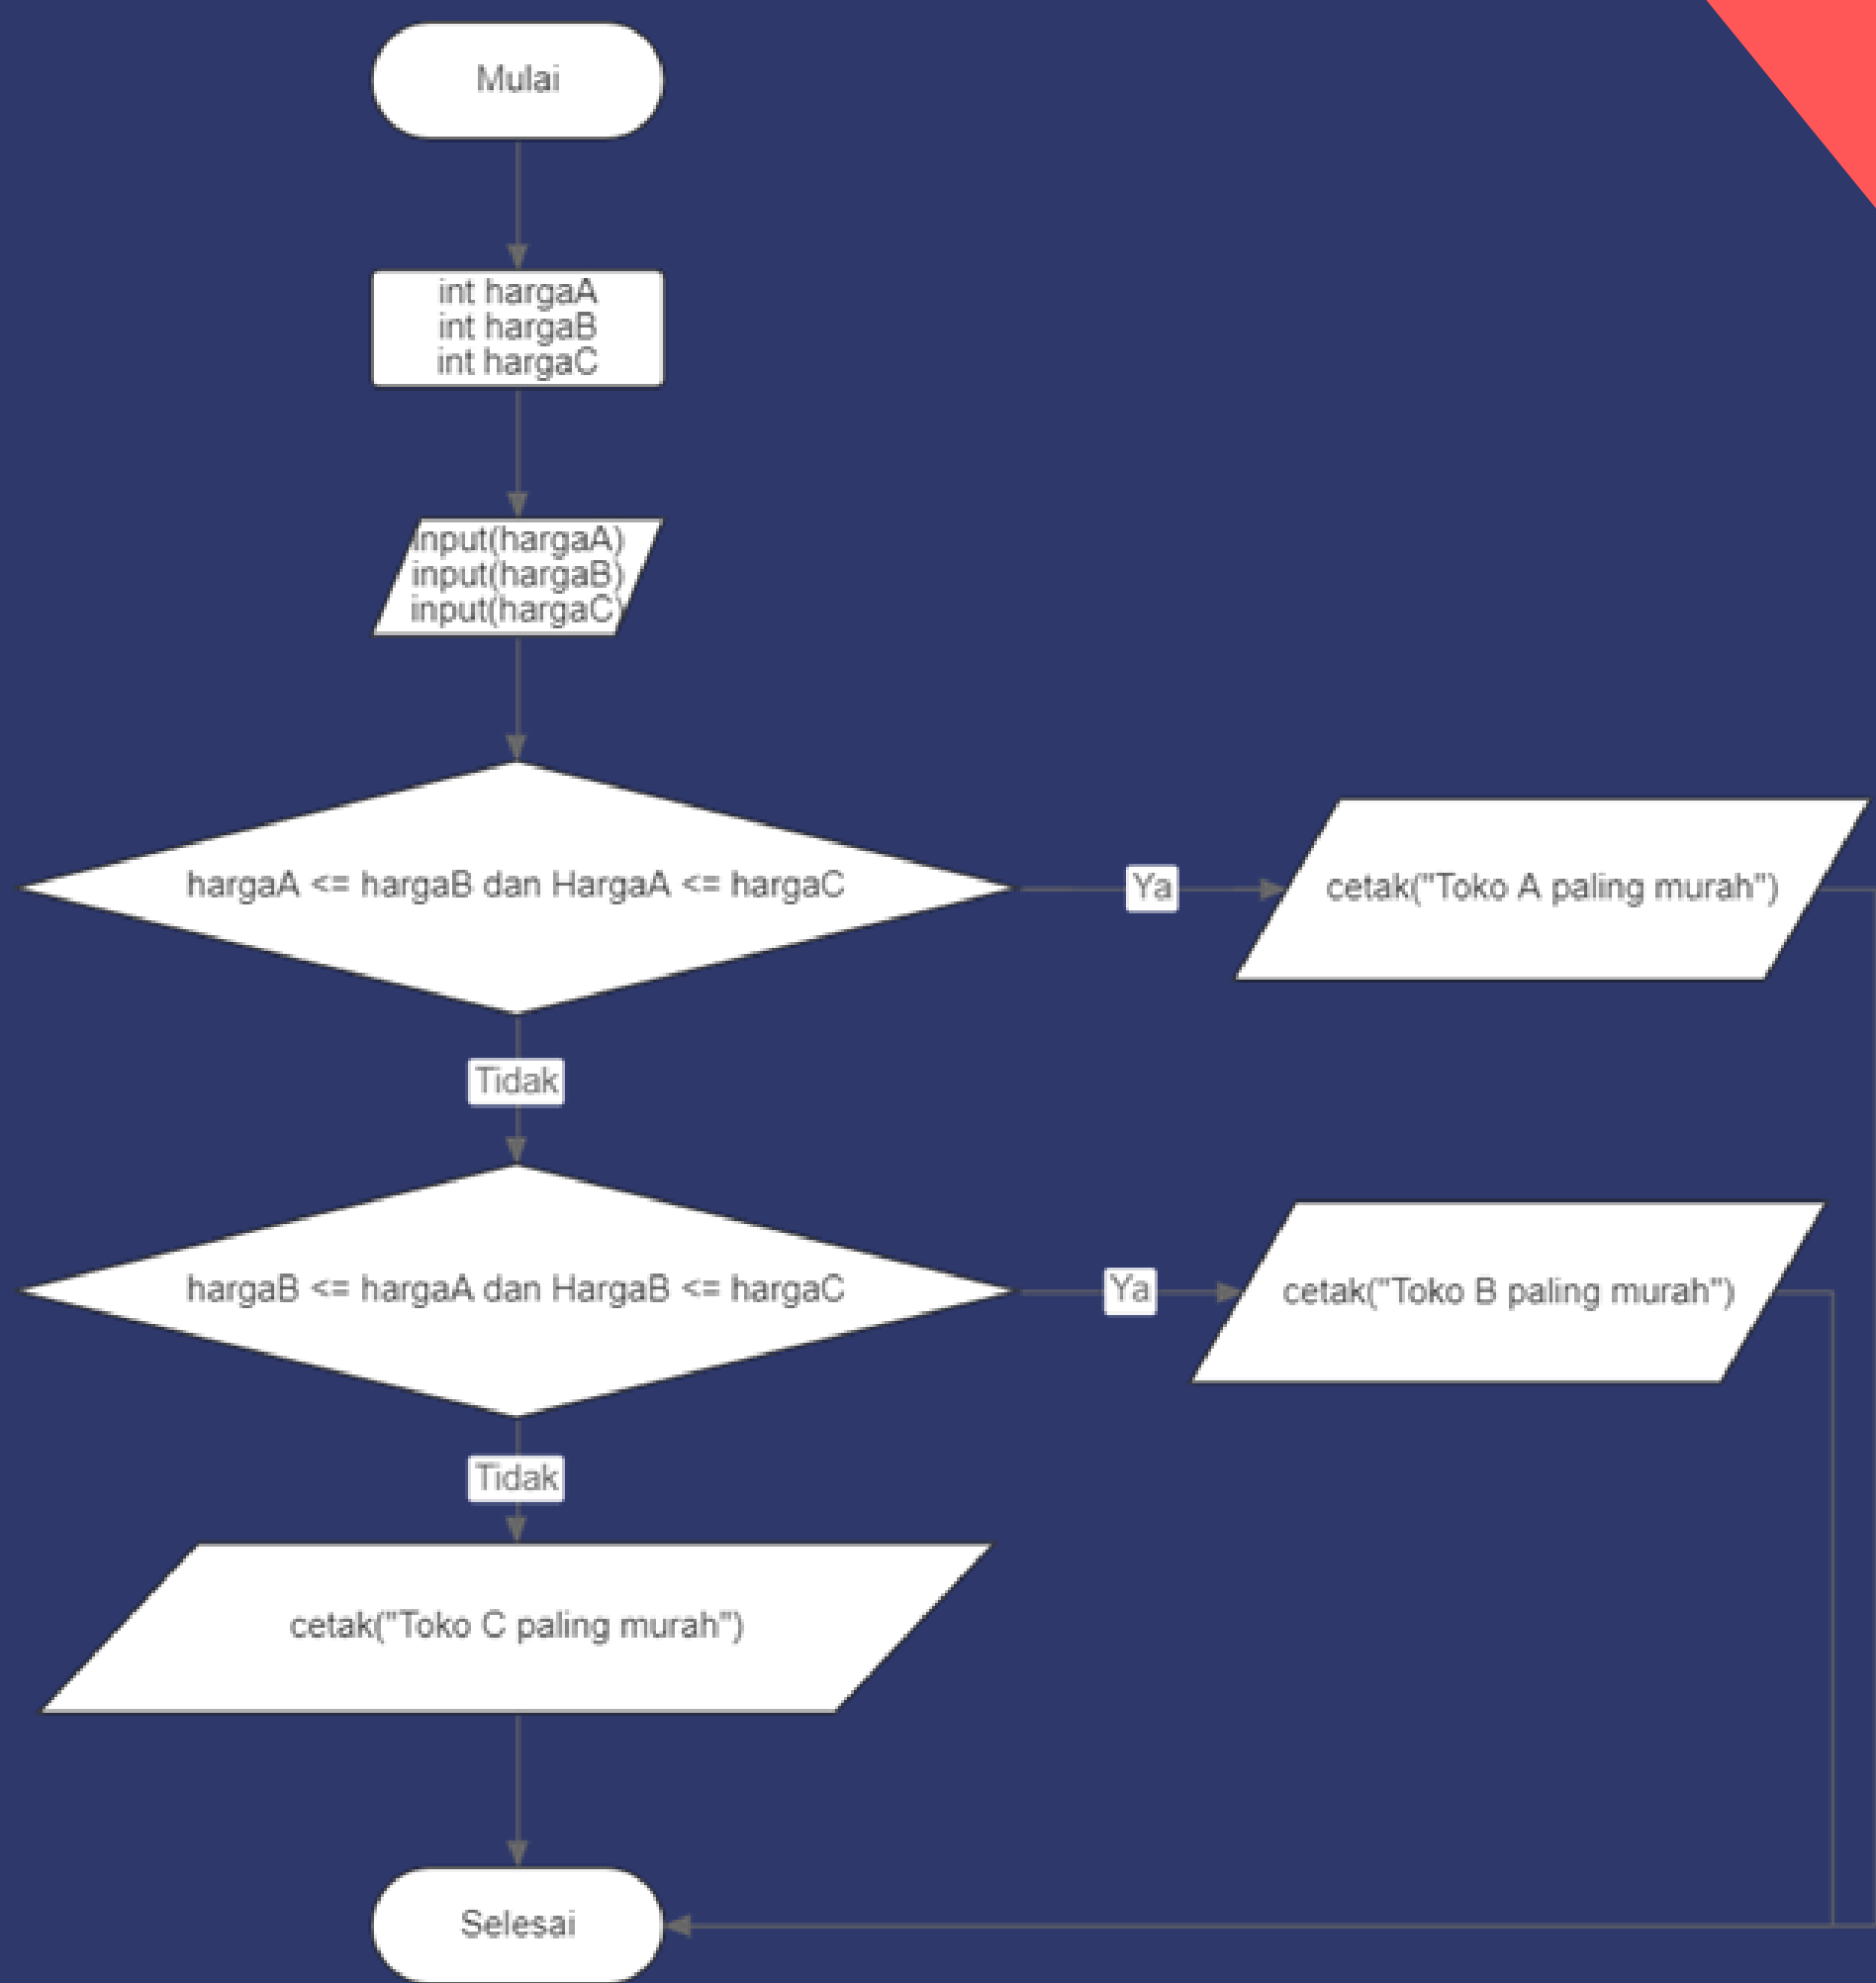 Mulai
int hargaA
int hargaB
int hargaC
input(hargaA)
input(hargaB)
input(hargaC)
hargaA <= hargaB dan HargaA <= hargaC
Ya
cetak("Toko A paling murah")
Tidak
hargaB <= hargaA dan HargaB <= hargaC
Ya
cetak("Toko B paling murah")
Tidak
cetak("Toko C paling murah")
Selesai